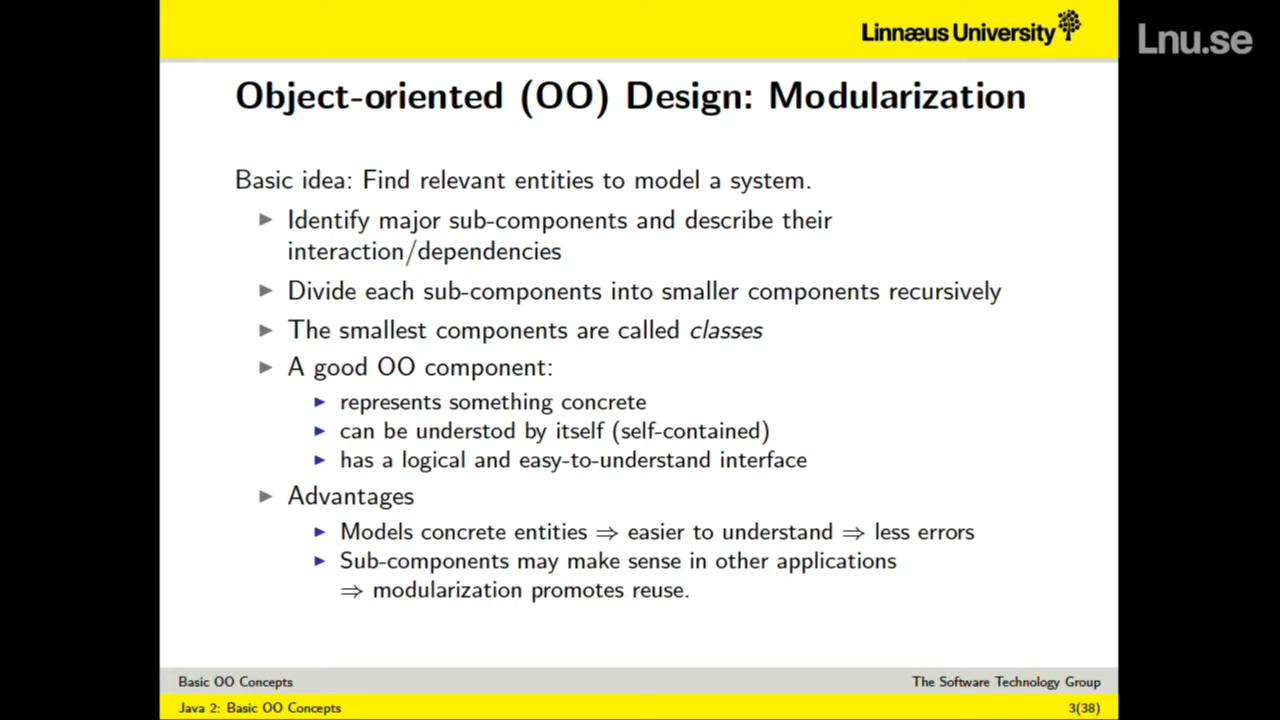 Linnæus University
Lnu.se
Object-oriented (OO) Design: Modularization
Basic idea: Find relevant entities to model a system.
Identify major sub-components and describe their
interaction/dependencies
Divide each sub-components into smaller components recursively
The smallest components are called classes
A good OO component:
represents something concrete
can be understod by itself (self-contained)
has a logical and easy-to-understand interface
Advantages
Models concrete entities ⇒ easier to understand ⇒ less errors
Sub-components may make sense in other applications
⇒ modularization promotes reuse.
Basic OO Concepts
The Software Technology Group
Java 2: Basic OO Concepts
3(38)